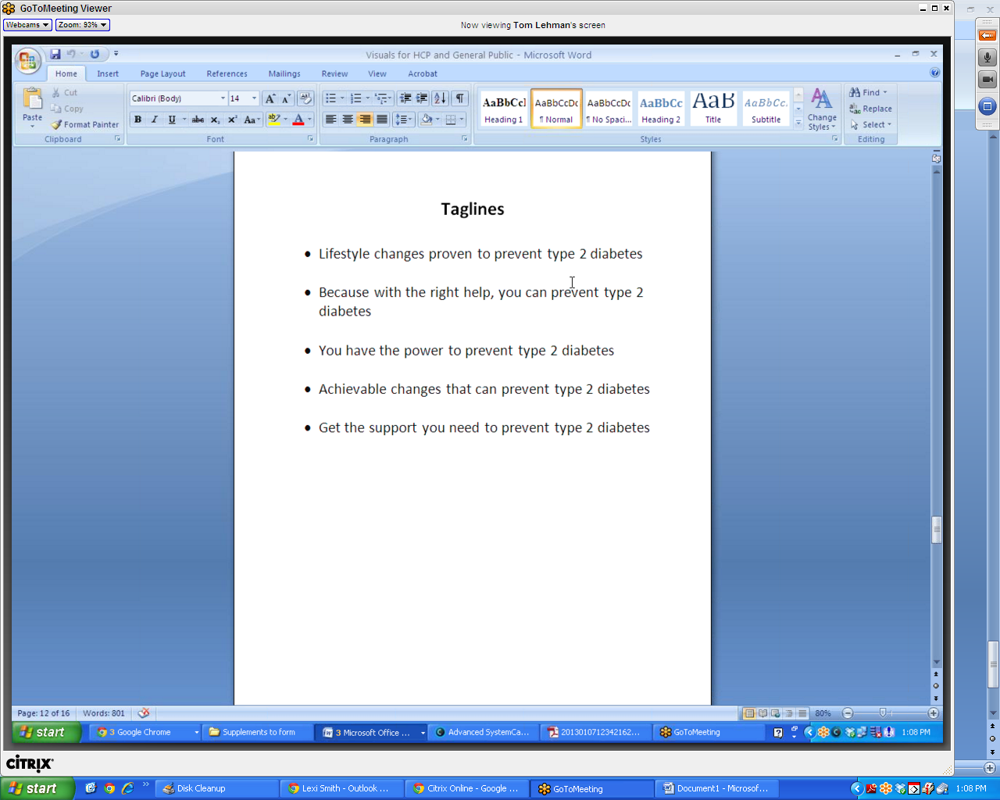 GoToMeeting Viewer
Webcams
Zoom: 93%
Now viewing Tom Lehman's screen
Visuals for HCP and General Public - Microsoft Word
Home Insert Page Layout References Mailings Review View Acrobat
Paste
Cut
Copy
Format Painter
Clipboard
Calibri (Body) 14
B I U abc x₂ x² Aa
Font
Paragraph
AaBbCc AaBbCcDc AaBbCcDc AaBbCc AaB AaBbCc.
Heading 1 ¶ Normal ¶ No Spaci... Heading 2 Title Subtitle
Change Styles
Styles
Find
Replace
Select
Editing
Taglines
• Lifestyle changes proven to prevent type 2 diabetes
• Because with the right help, you can prevent type 2
diabetes
• You have the power to prevent type 2 diabetes
• Achievable changes that can prevent type 2 diabetes
• Get the support you need to prevent type 2 diabetes
Page: 12 of 16 Words: 801 80%
start 3 Google Chrome Supplements to form 3 Microsoft Office ... Advanced SystemCa... 2013010712342162... GoToMeeting 1:08 PM
CITRIX
start Disk Cleanup Lexi Smith - Outlook ... Citrix Online - Google ... GoToMeeting Document1 - Microsof... 1:08 PM